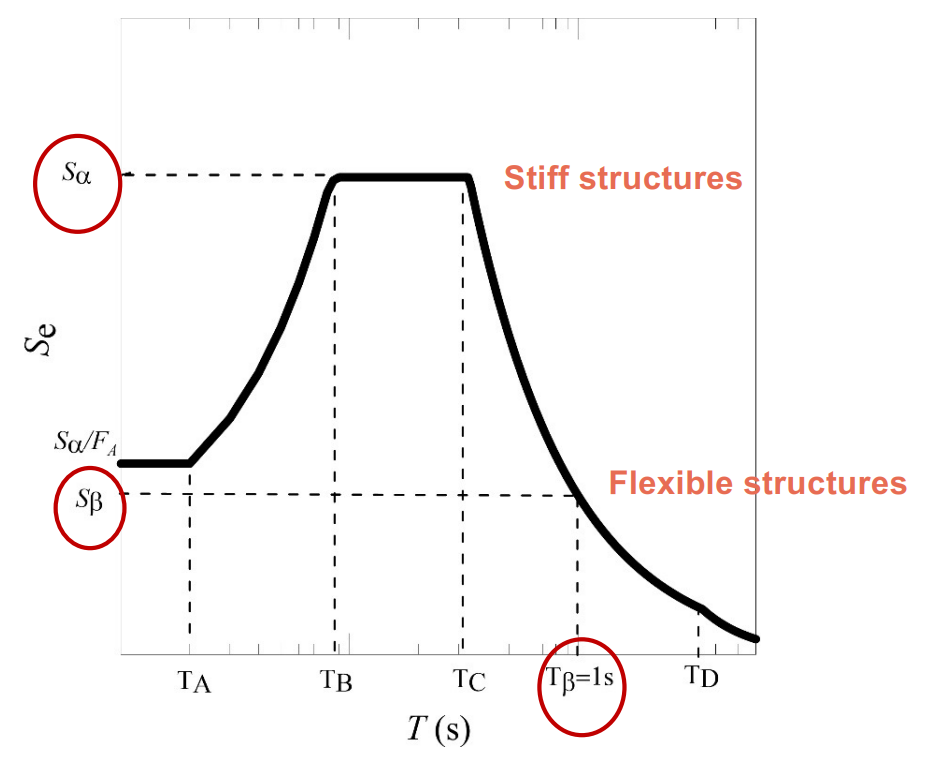 Sα
Stiff structures
Se
Sα/FA
Sβ
Flexible structures
TA
TB
TC
Tβ=1s
TD
T (s)